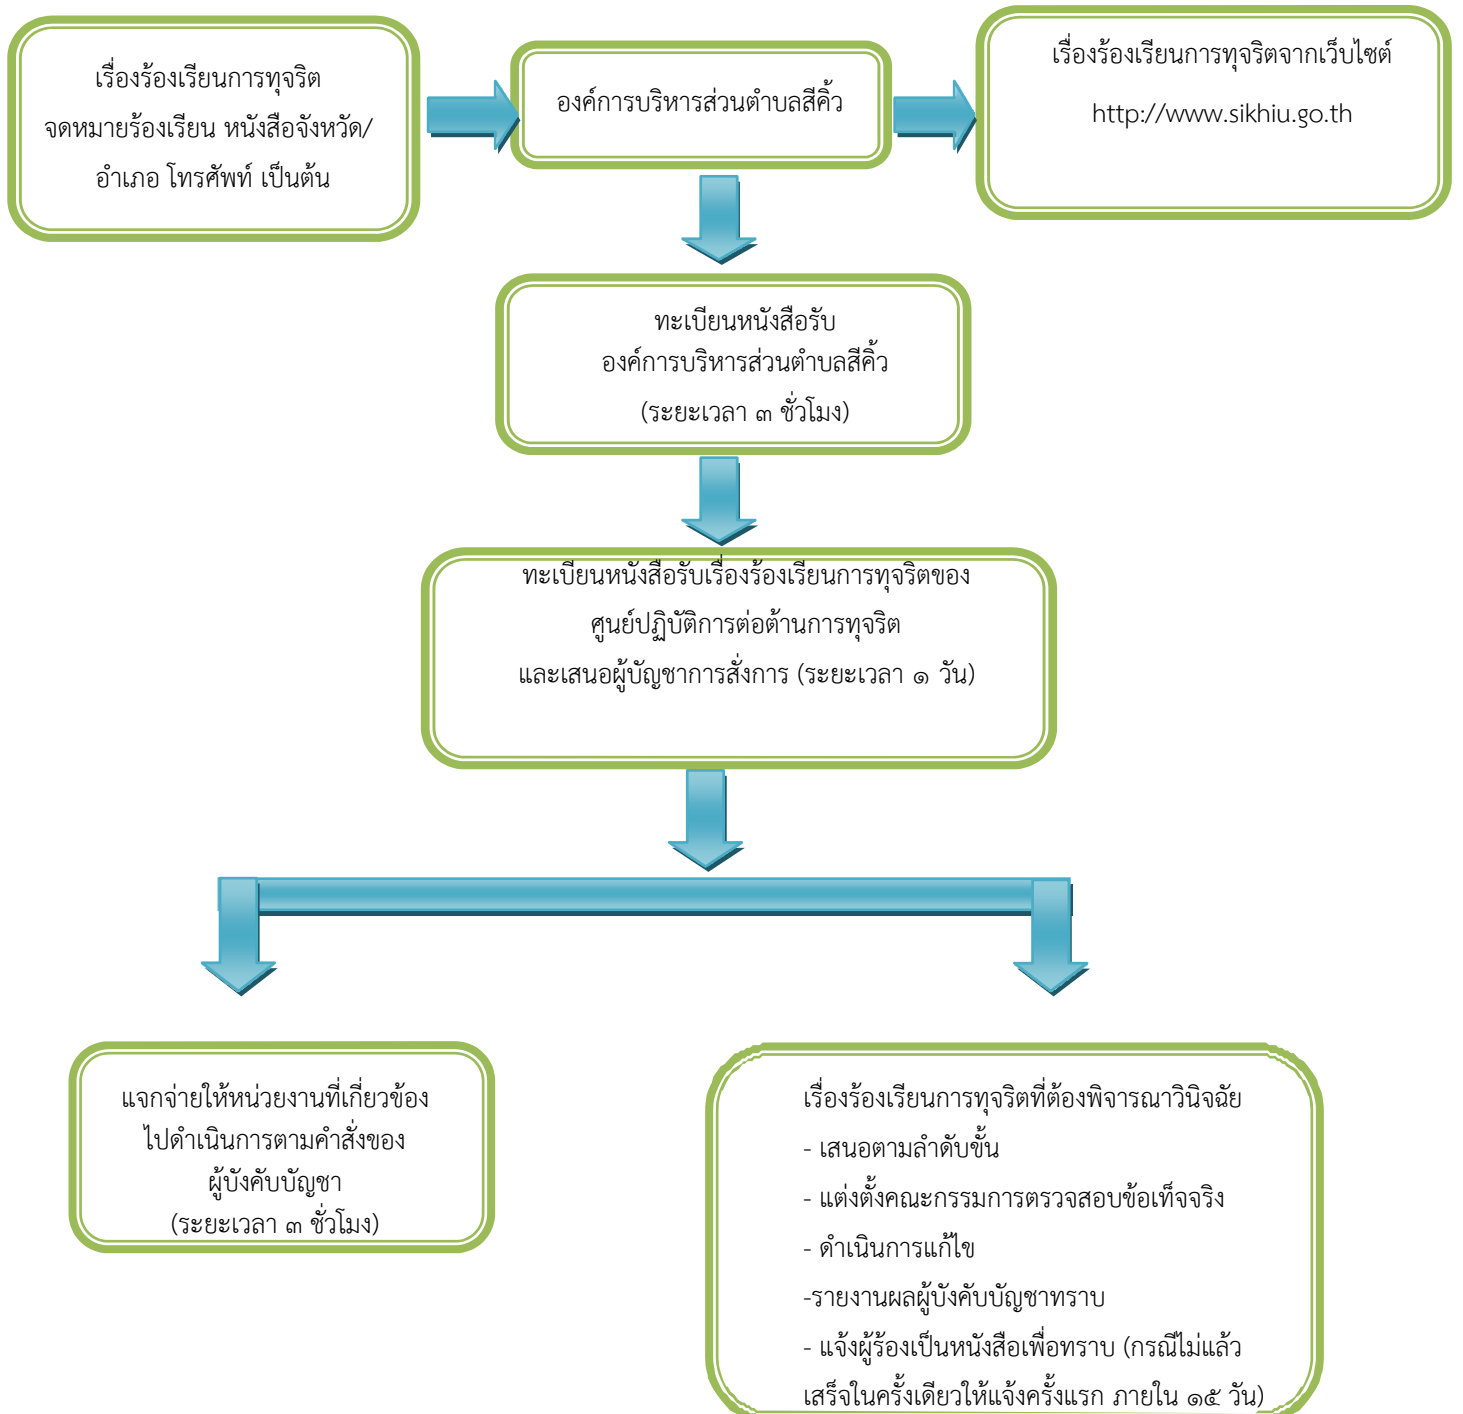 เรื่องร้องเรียนการทุจริต
จดหมายร้องเรียน หนังสือจังหวัด/
อำเภอ โทรศัพท์ เป็นต้น
องค์การบริหารส่วนตำบลสีคิ้ว
เรื่องร้องเรียนการทุจริตจากเว็บไซต์
http://www.sikhiu.go.th
ทะเบียนหนังสือรับ
องค์การบริหารส่วนตำบลสีคิ้ว
(ระยะเวลา ๓ ชั่วโมง)
ทะเบียนหนังสือรับเรื่องร้องเรียนการทุจริตของ
ศูนย์ปฏิบัติการต่อต้านการทุจริต
และเสนอผู้บัญชาการสั่งการ (ระยะเวลา ๑ วัน)
แจกจ่ายให้หน่วยงานที่เกี่ยวข้อง
ไปดำเนินการตามคำสั่งของ
ผู้บังคับบัญชา
(ระยะเวลา ๓ ชั่วโมง)
เรื่องร้องเรียนการทุจริตที่ต้องพิจารณาวินิจฉัย
- เสนอตามลำดับขั้น
- แต่งตั้งคณะกรรมการตรวจสอบข้อเท็จจริง
- ดำเนินการแก้ไข
-รายงานผลผู้บังคับบัญชาทราบ
- แจ้งผู้ร้องเป็นหนังสือเพื่อทราบ (กรณีไม่แล้ว
เสร็จในครั้งเดียวให้แจ้งครั้งแรก ภายใน ๑๕ วัน)